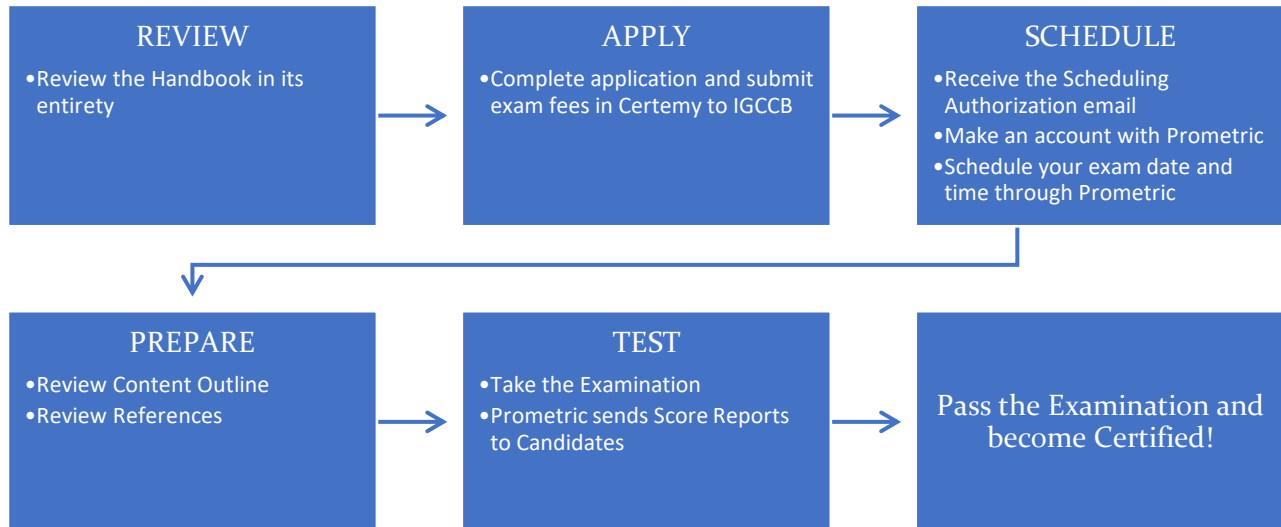 REVIEW
•Review the Handbook in its
entirety
APPLY
•Complete application and submit
exam fees in Certemy to IGCCB
SCHEDULE
•Receive the Scheduling
Authorization email
•Make an account with Prometric
•Schedule your exam date and
time through Prometric
PREPARE
•Review Content Outline
•Review References
TEST
•Take the Examination
•Prometric sends Score Reports
to Candidates
Pass the Examination and
become Certified!